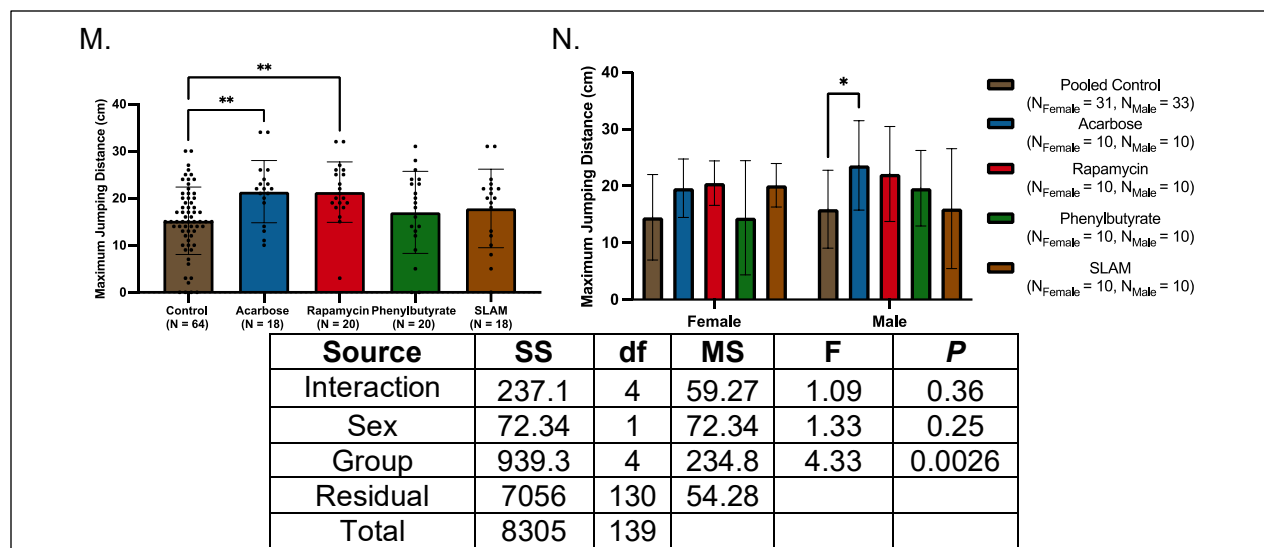 M.
**
**
Maximum Jumping Distance (cm)
40
30
20
10
0
Control
(N = 64)
Acarbose
(N = 18)
Rapamycin
(N = 20)
Phenylbutyrate
(N = 20)
SLAM
(N = 18)
N.
*
Maximum Jumping Distance (cm)
40
30
20
10
0
Female
Male
Pooled Control
(NFemale = 31, NMale = 33)
Acarbose
(NFemale = 10, NMale = 10)
Rapamycin
(NFemale = 10, NMale = 10)
Phenylbutyrate
(NFemale = 10, NMale = 10)
SLAM
(NFemale = 10, NMale = 10)
Source SS df MS F P
Interaction 237.1 4 59.27 1.09 0.36
Sex 72.34 1 72.34 1.33 0.25
Group 939.3 4 234.8 4.33 0.0026
Residual 7056 130 54.28
Total 8305 139